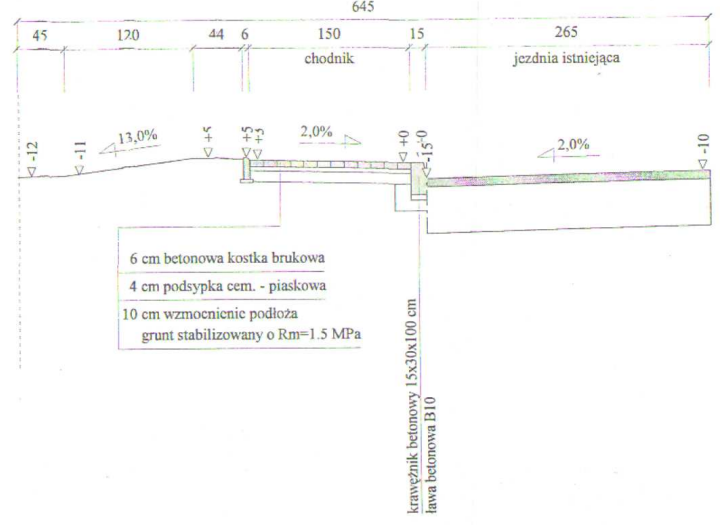 645
45 120 44 6 150 15 265
chodnik jezdnia istniejąca
-12 -11 13,0% +5 +5 +3 2,0% +0 -15 2,0% -10
6 cm betonowa kostka brukowa
4 cm podsypka cem. - piaskowa
10 cm wzmocnienie podłoża
grunt stabilizowany o Rm=1.5 MPa
krawężnik betonowy 15x30x100 cm
ława betonowa B10